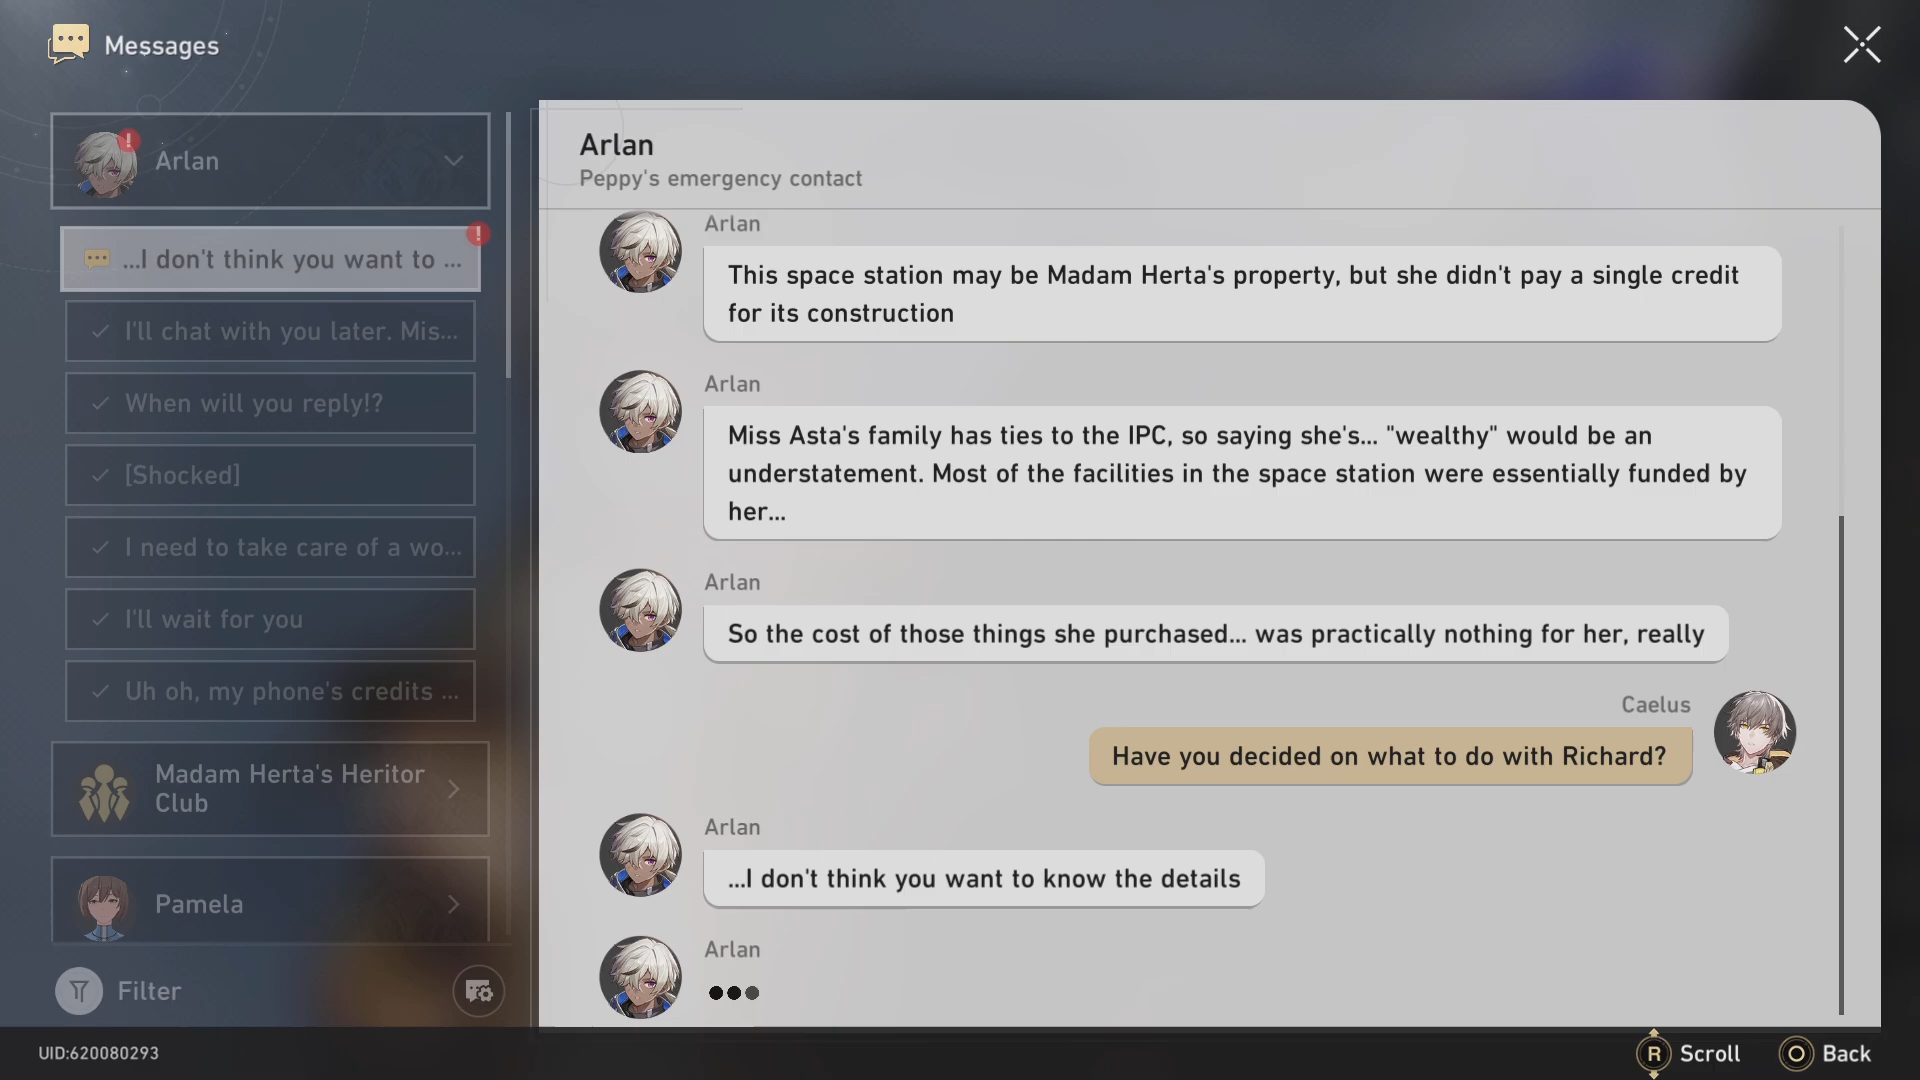 Messages
Arlan
...I don't think you want to ...
I'll chat with you later. Mis...
When will you reply!?
[Shocked]
I need to take care of a wo...
I'll wait for you
Uh oh, my phone's credits ...
Madam Herta's Heritor
Club
Pamela
Filter
Arlan
Peppy's emergency contact
Arlan
This space station may be Madam Herta's property, but she didn't pay a single credit
for its construction
Arlan
Miss Asta's family has ties to the IPC, so saying she's... "wealthy" would be an
understatement. Most of the facilities in the space station were essentially funded by
her...
Arlan
So the cost of those things she purchased... was practically nothing for her, really
Caelus
Have you decided on what to do with Richard?
Arlan
...I don't think you want to know the details
Arlan
UID:620080293
R Scroll
Back